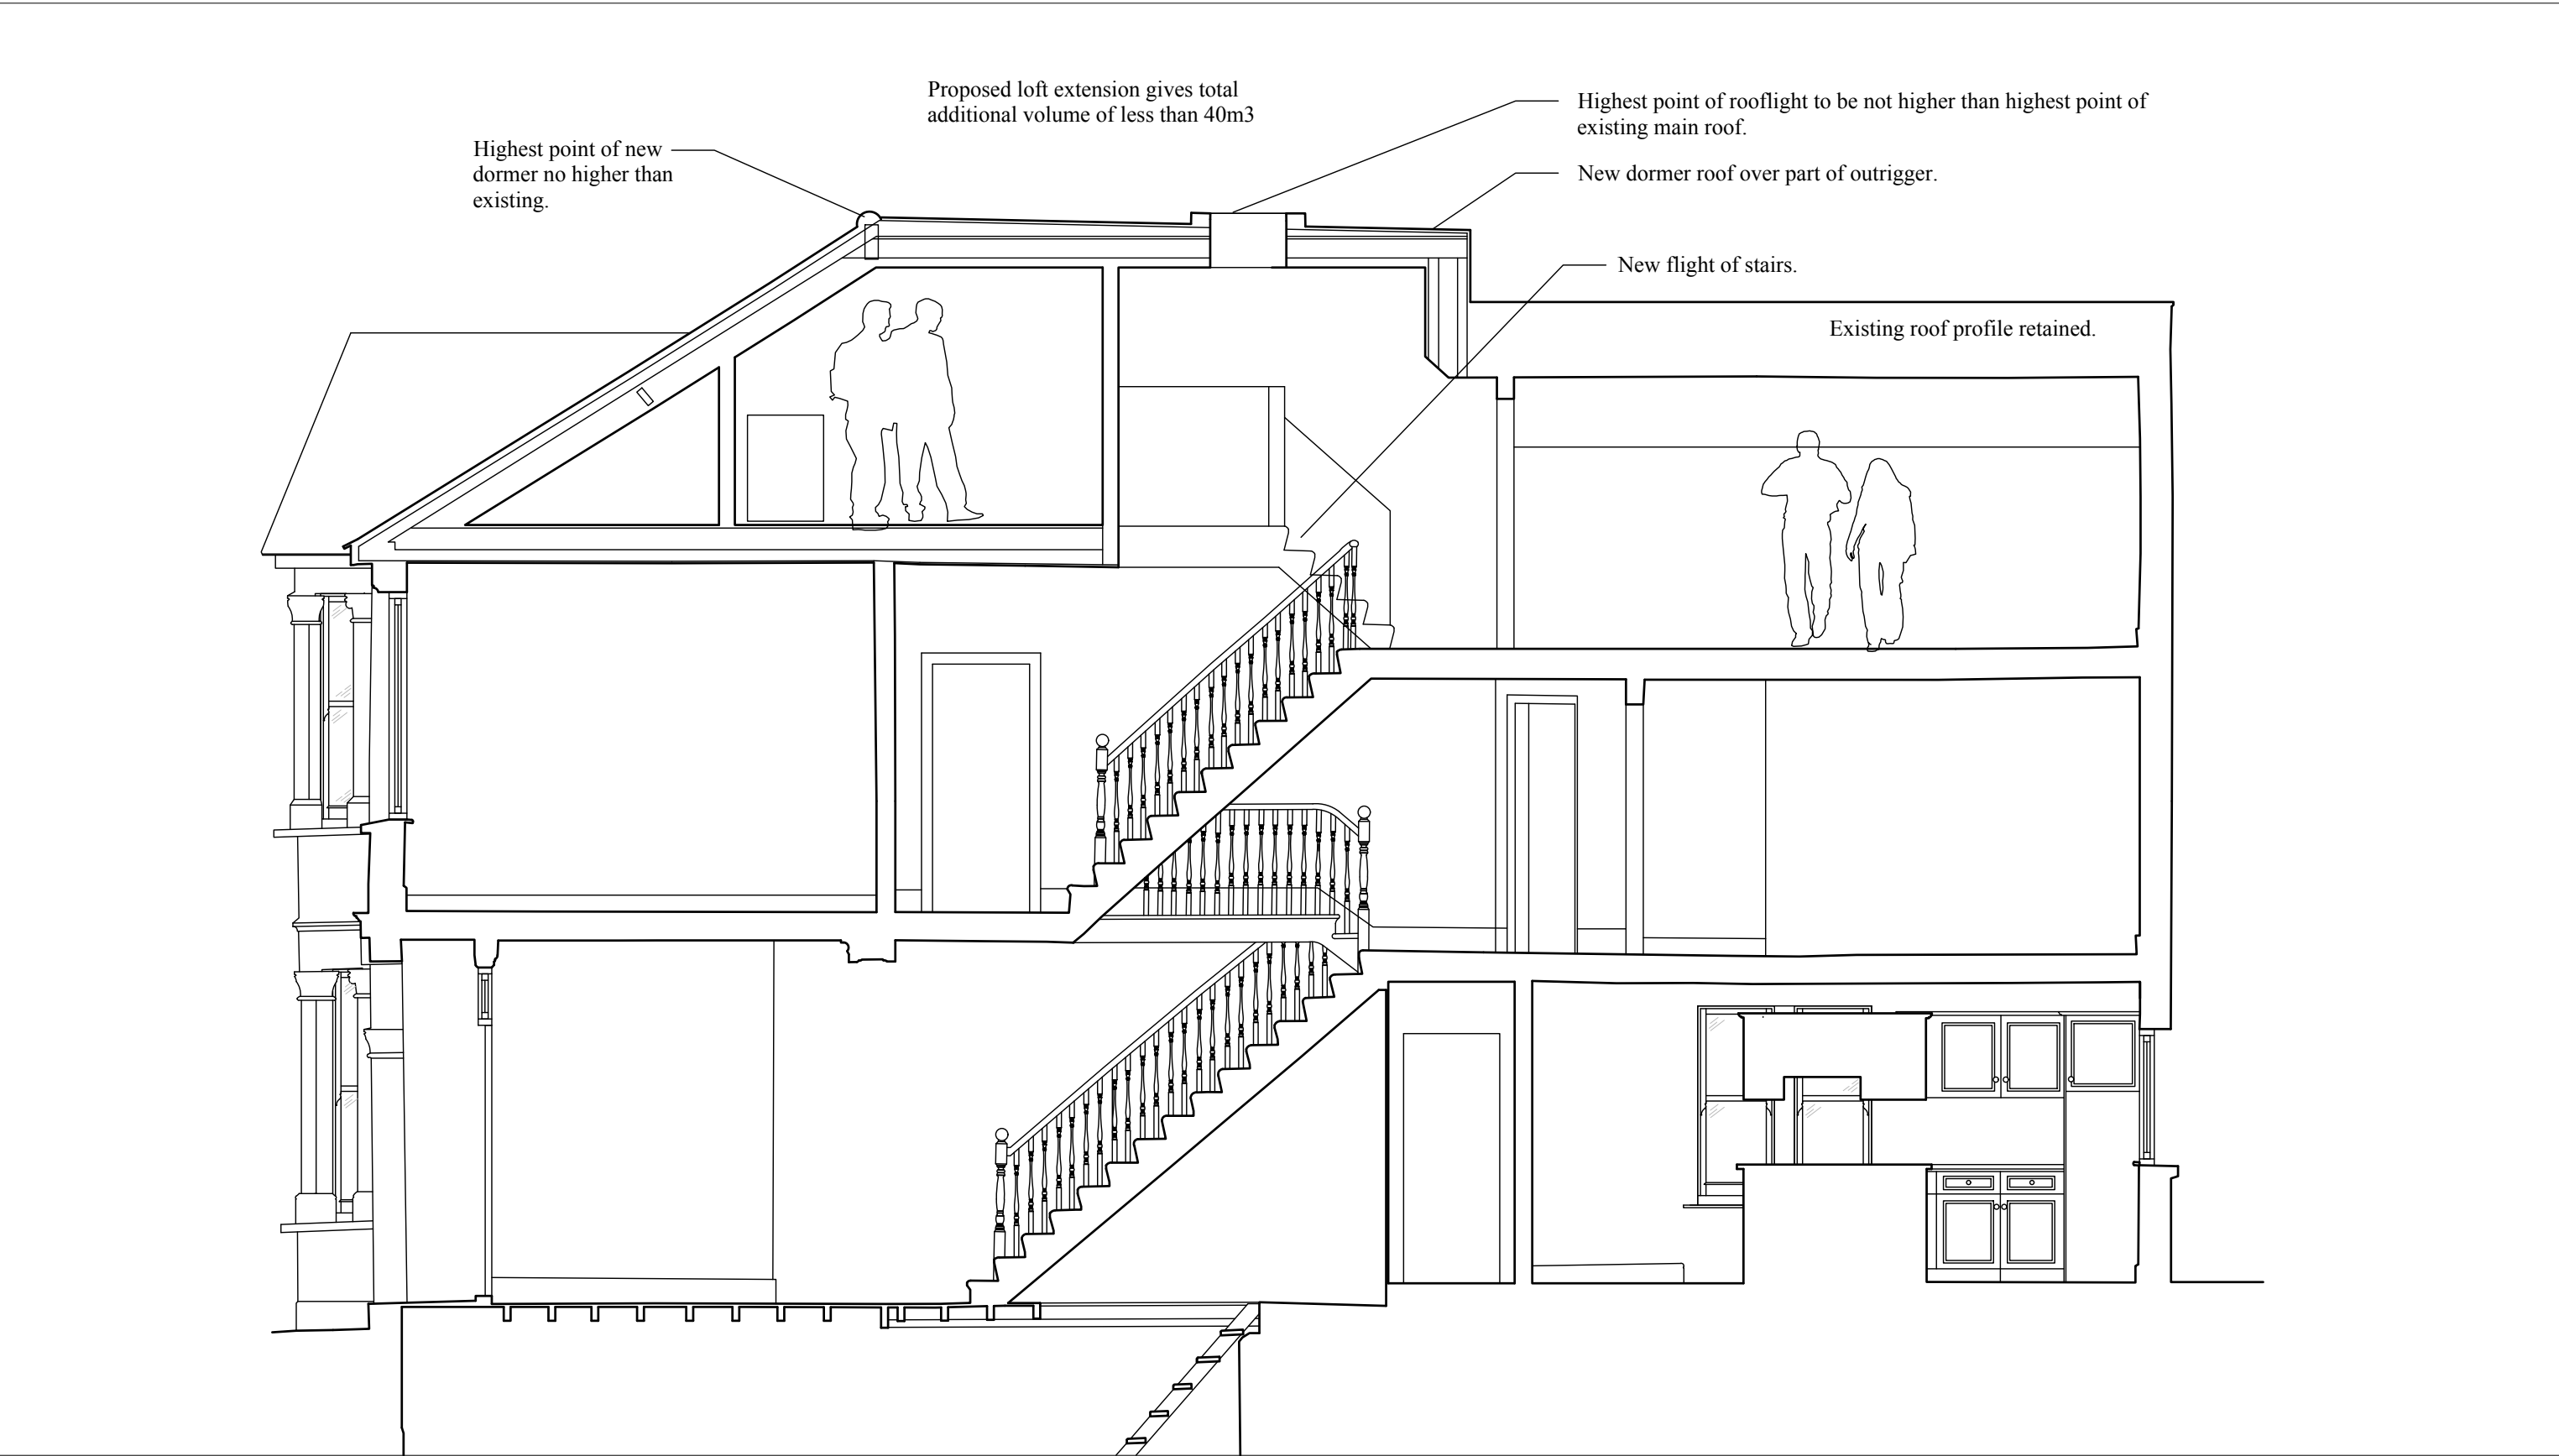 Proposed loft extension gives total
additional volume of less than 40m3
Highest point of rooflight to be not higher than highest point of
existing main roof.
Highest point of new
dormer no higher than
existing.
New dormer roof over part of outrigger.
New flight of stairs.
Existing roof profile retained.